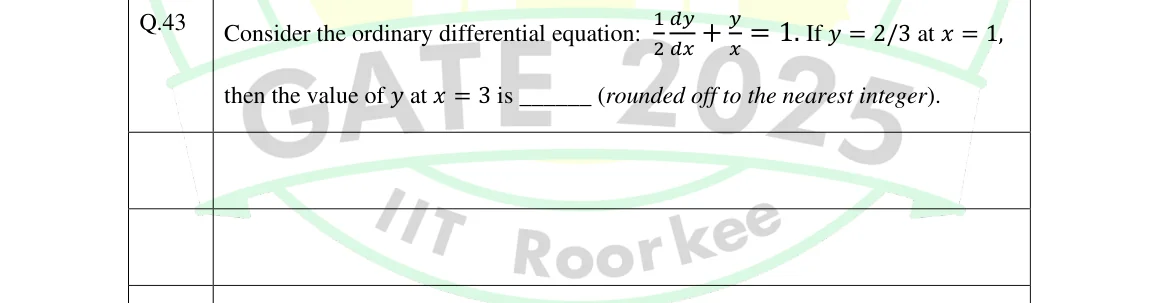 Q.43
Consider the ordinary differential equation: 1/2 dy/dx + y/x = 1. If y = 2/3 at x = 1,
then the value of y at x = 3 is ______ (rounded off to the nearest integer).
GATE 2025
IIT Roorkee